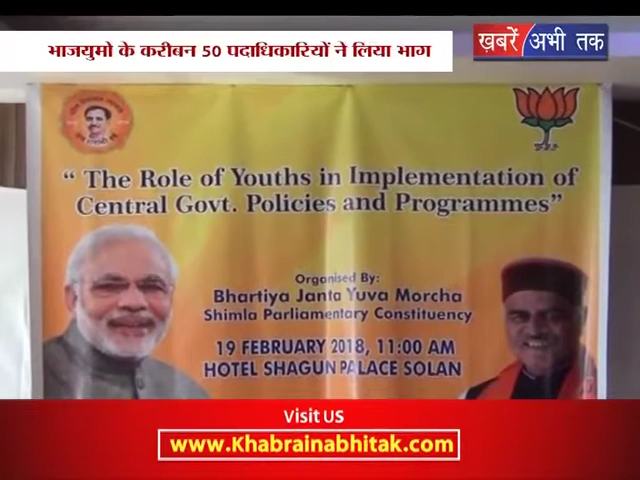 भाजयुमो के करीबन 50 पदाधिकारियों ने लिया भाग
ख़बरें अभी तक
" The Role of Youths in Implementation of
Central Govt. Policies and Programmes"
Organised By:
Bhartiya Janta Yuva Morcha
Shimla Parliamentary Constituency
19 FEBRUARY 2018, 11:00 AM
HOTEL SHAGUN PALACE SOLAN
Visit US
www.Khabrainabhitak.com